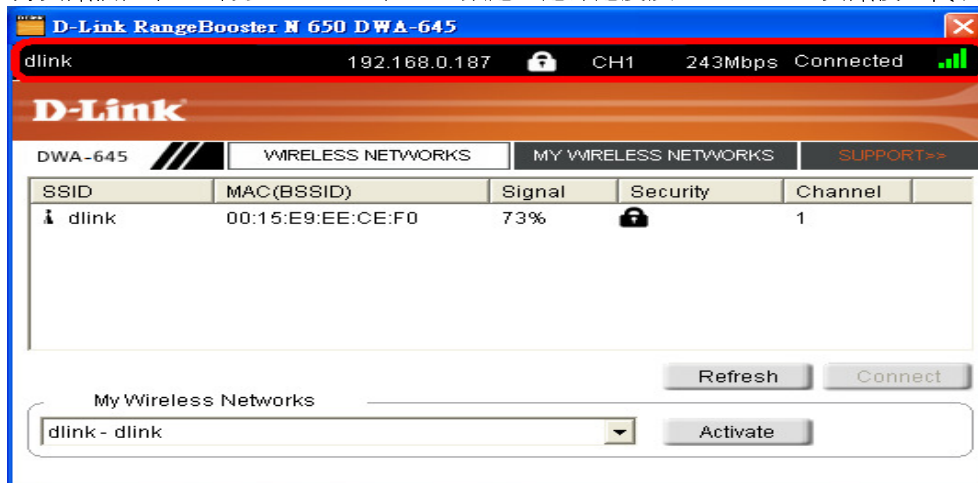 D-Link RangeBooster N 650 DWA-645
dlink 192.168.0.187 CH1 243Mbps Connected
D-Link
DWA-645 WIRELESS NETWORKS MY WIRELESS NETWORKS SUPPORT>>
SSID MAC(BSSID) Signal Security Channel
dlink 00:15:E9:EE:CE:F0 73% 1
Refresh Connect
My Wireless Networks
dlink - dlink Activate